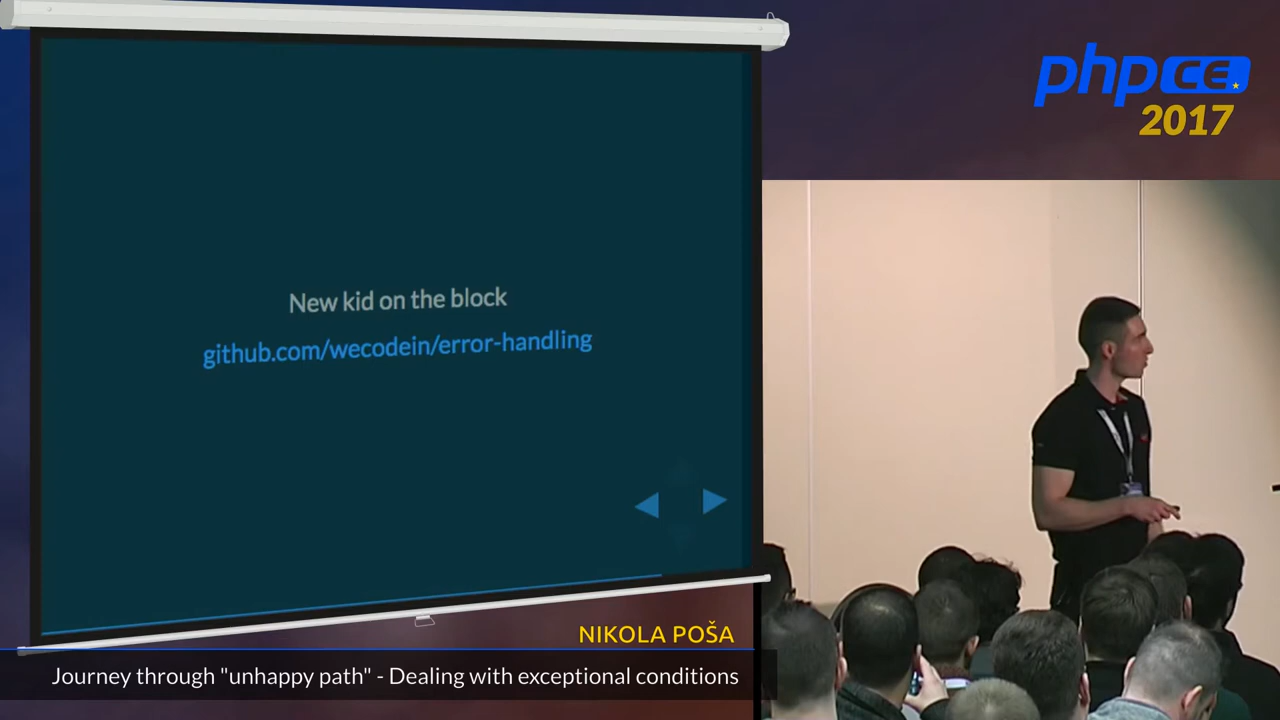 New kid on the block
github.com/wecodein/error-handling
phpCE
2017
NIKOLA POŠA
Journey through "unhappy path" - Dealing with exceptional conditions